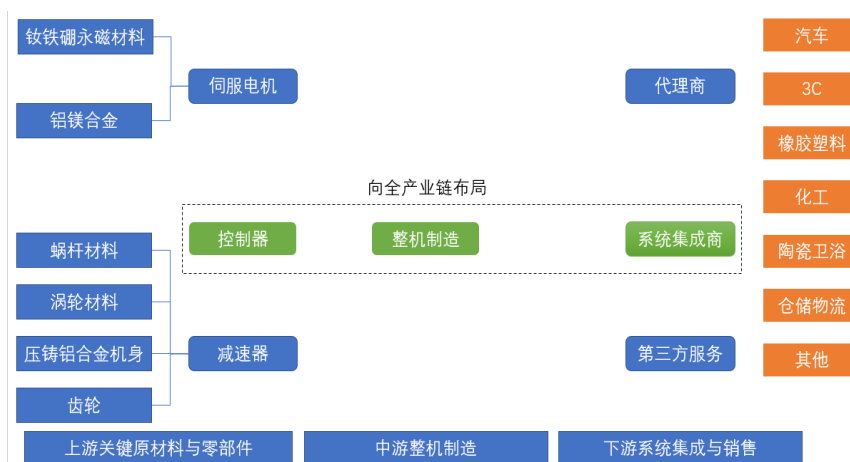 钕铁硼永磁材料
铝镁合金
伺服电机
代理商
汽车
3C
橡胶塑料
化工
陶瓷卫浴
仓储物流
其他
向全产业链布局
控制器
整机制造
系统集成商
蜗杆材料
涡轮材料
压铸铝合金机身
齿轮
减速器
第三方服务
上游关键原材料与零部件
中游整机制造
下游系统集成与销售